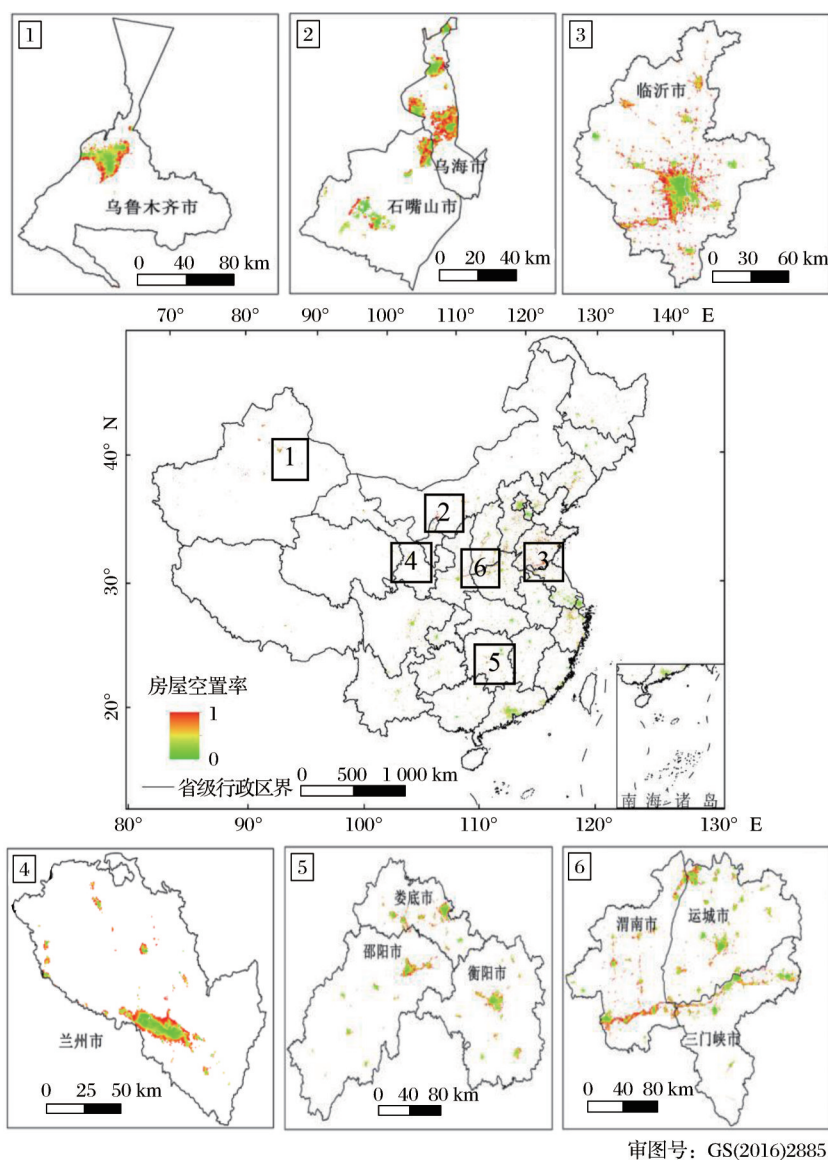 1
乌鲁木齐市
0 40 80 km
2
乌海市
石嘴山市
0 20 40 km
3
临沂市
0 30 60 km
70° 80° 90° 100° 110° 120° 130° 140° E
40° N
30°
20°
1
2
3
4
6
5
房屋空置率
1
0
省级行政区界
0 500 1 000 km
南海诸岛
80° 90° 100° 110° 120° 130° E
4
兰州市
0 25 50 km
5
娄底市
邵阳市
衡阳市
0 40 80 km
6
渭南市
运城市
三门峡市
0 40 80 km
审图号：GS(2016)2885